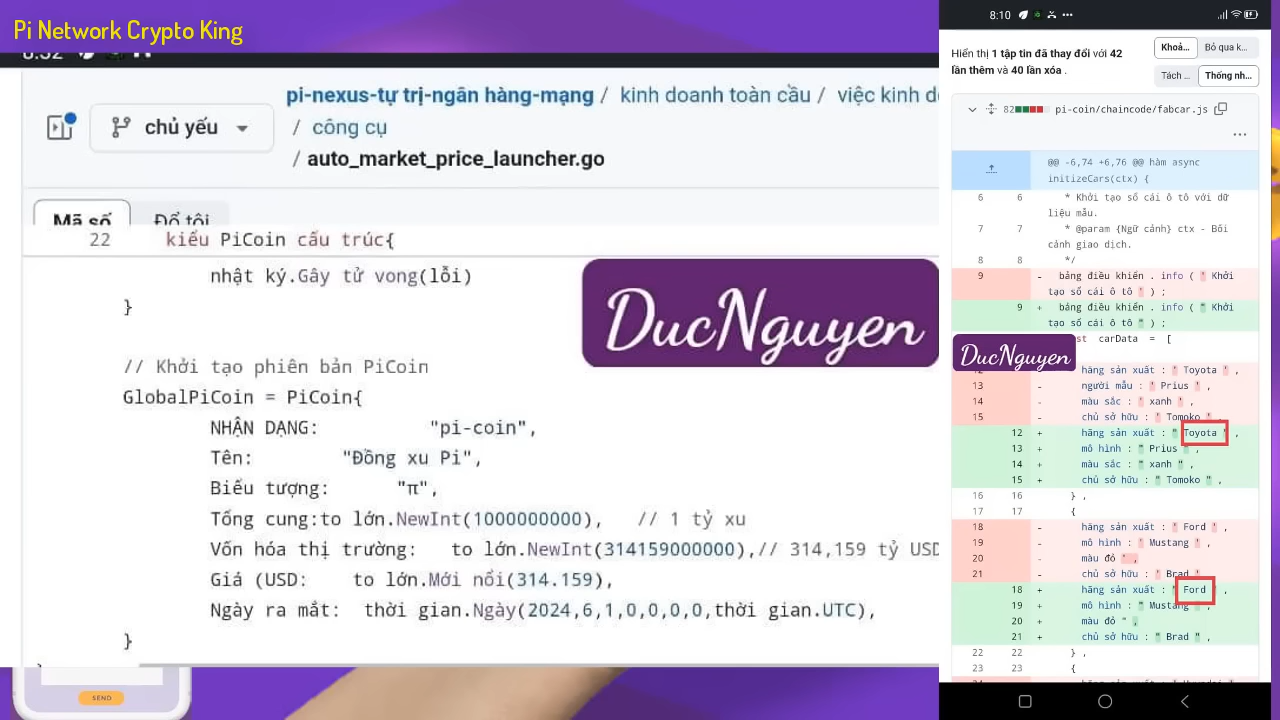 Pi Network Crypto King
8:32
pi-nexus-tự trị-ngân hàng-mạng / kinh doanh toàn cầu /
/ công cụ
chủ yếu
/ auto_market_price_launcher.go
Mã số Đổ tội
22 kiểu PiCoin cấu trúc{
nhật ký.Gây tử vong(lỗi)
}
DucNguyen
// Khởi tạo phiên bản PiCoin
GlobalPiCoin = PiCoin{
NHẬN DẠNG: "pi-coin",
Tên: "Đồng xu Pi",
Biểu tượng: "π",
Tổng cung:to lớn.NewInt(1000000000), // 1 tỷ xu
Vốn hóa thị trường: to lớn.NewInt(314159000000),// 314,159 tỷ USD
Giá (USD: to lớn.Mới nổi(314.159),
Ngày ra mắt: thời gian.Ngày(2024,6,1,0,0,0,0,thời gian.UTC),
}
SEND
8:10
Hiển thị 1 tập tin đã thay đổi với 42
lần thêm và 40 lần xóa .
Khoả... Bỏ qua k...
Tách ... Thống nh...
82 pi-coin/chaincode/fabcar.js
...
@@ -6,74 +6,76 @@ hàm async
initizeCars(ctx) {
6 6 * Khởi tạo sổ cái ô tô với dữ
liệu mẫu.
7 7 * @param {Ngữ cảnh} ctx - Bối
cảnh giao dịch.
8 8 */
9 - bảng điều khiển . info ( ' Khởi
tạo sổ cái ô tô ' ) ;
9 + bảng điều khiển . info ( " Khởi
tạo sổ cái ô tô " ) ;
carData = [
DucNguyen
12 - hãng sản xuất : ' Toyota ' ,
13 - người mẫu : ' Prius ' ,
14 - màu sắc : ' xanh ' ,
15 - chủ sở hữu : ' Tomoko '
12 + hãng sản xuất : " Toyota " ,
13 + mô hình : " Prius " ,
14 + màu sắc : " xanh " ,
15 + chủ sở hữu : " Tomoko " ,
16 16 } ,
17 17 {
18 - hãng sản xuất : ' Ford ' ,
19 - mô hình : ' Mustang ' ,
20 - màu đỏ ' ,
21 - chủ sở hữu : ' Brad '
18 + hãng sản xuất : " Ford " ,
19 + mô hình : " Mustang " ,
20 + màu đỏ " ,
21 + chủ sở hữu : " Brad " ,
22 22 } ,
23 23 {